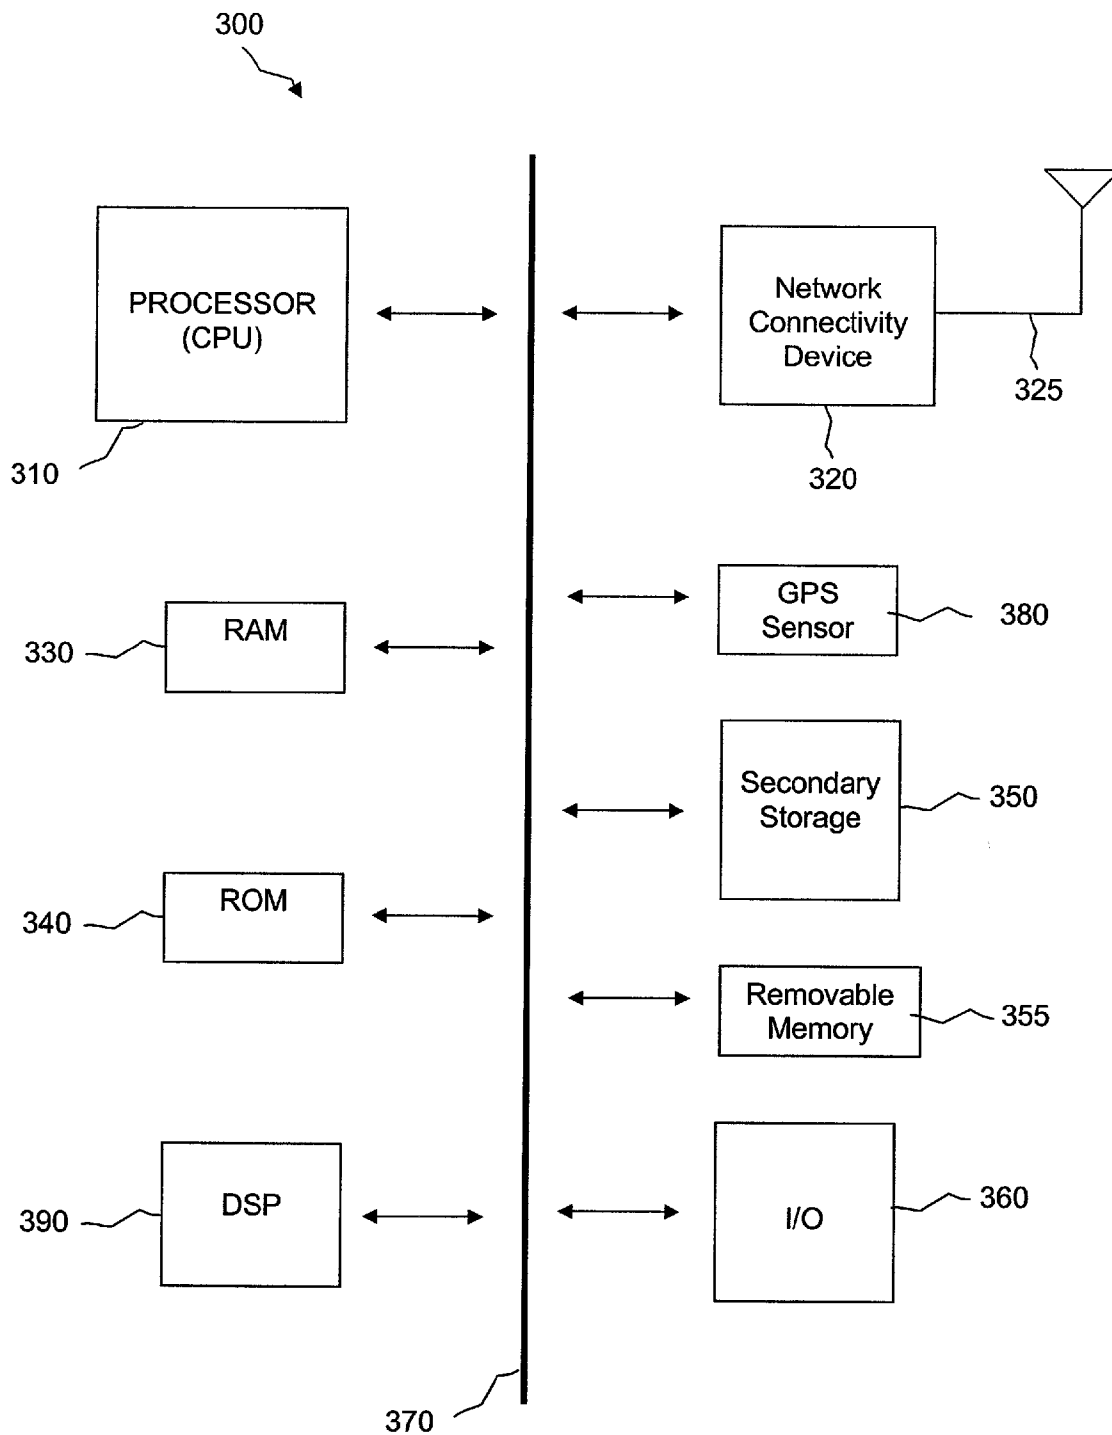 300
PROCESSOR
(CPU)
310
Network
Connectivity
Device
325
320
RAM
330
GPS
Sensor
380
Secondary
Storage
350
ROM
340
Removable
Memory
355
DSP
390
I/O
360
370